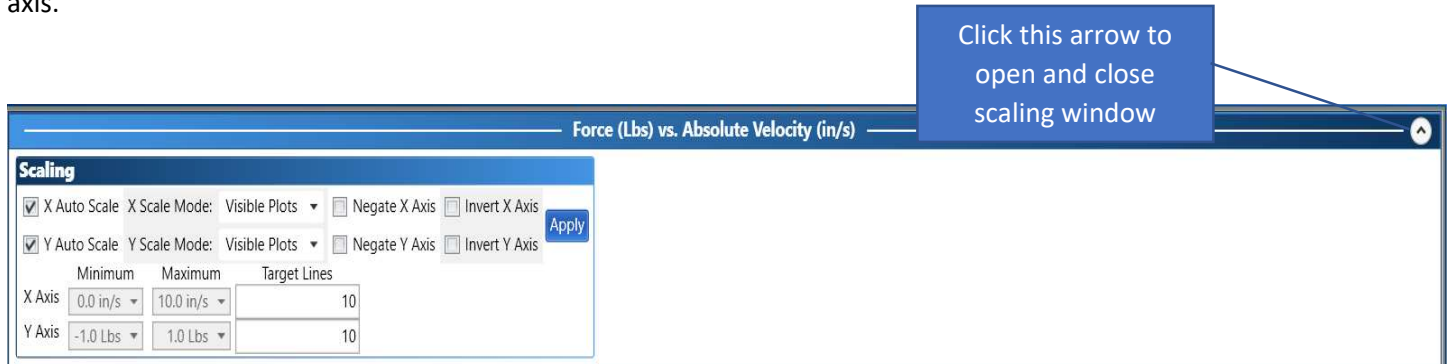 axis.
Click this arrow to
open and close
scaling window
Force (Lbs) vs. Absolute Velocity (in/s)
Scaling
X Auto Scale X Scale Mode: Visible Plots Negate X Axis Invert X Axis
Apply
Y Auto Scale Y Scale Mode: Visible Plots Negate Y Axis Invert Y Axis
Minimum Maximum Target Lines
X Axis 0.0 in/s 10.0 in/s 10
Y Axis -1.0 Lbs 1.0 Lbs 10